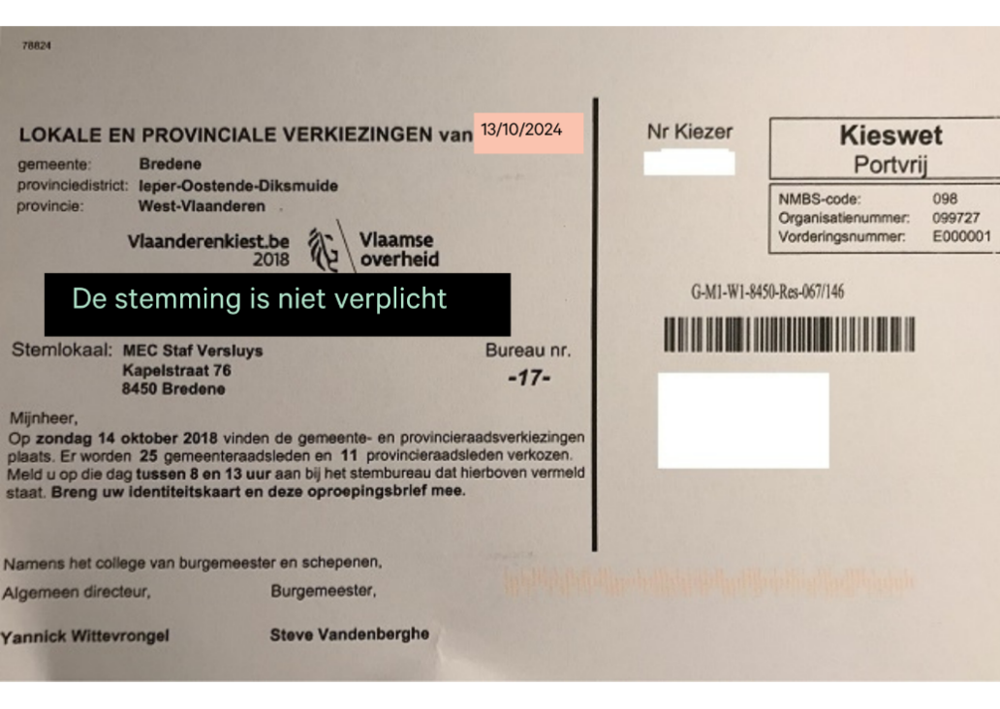 78824
LOKALE EN PROVINCIALE VERKIEZINGEN van 13/10/2024
gemeente: Bredene
provinciedistrict: Ieper-Oostende-Diksmuide
provincie: West-Vlaanderen
Vlaanderenkiest.be
2018
Vlaamse
overheid
De stemming is niet verplicht
Stemlokaal: MEC Staf Versluys
Kapelstraat 76
8450 Bredene
Bureau nr.
-17-
Mijnheer,
Op zondag 14 oktober 2018 vinden de gemeente- en provincieraadsverkiezingen
plaats. Er worden 25 gemeenteraadsleden en 11 provincieraadsleden verkozen.
Meld u op die dag tussen 8 en 13 uur aan bij het stembureau dat hierboven vermeld
staat. Breng uw identiteitskaart en deze oproepingsbrief mee.
Namens het college van burgemeester en schepenen,
Algemeen directeur,
Burgemeester,
Yannick Wittevrongel
Steve Vandenberghe
Nr Kiezer
Kieswet
Portvrij
NMBS-code: 098
Organisatienummer: 099727
Vorderingsnummer: E000001
G-M1-W1-8450-Res-067/146